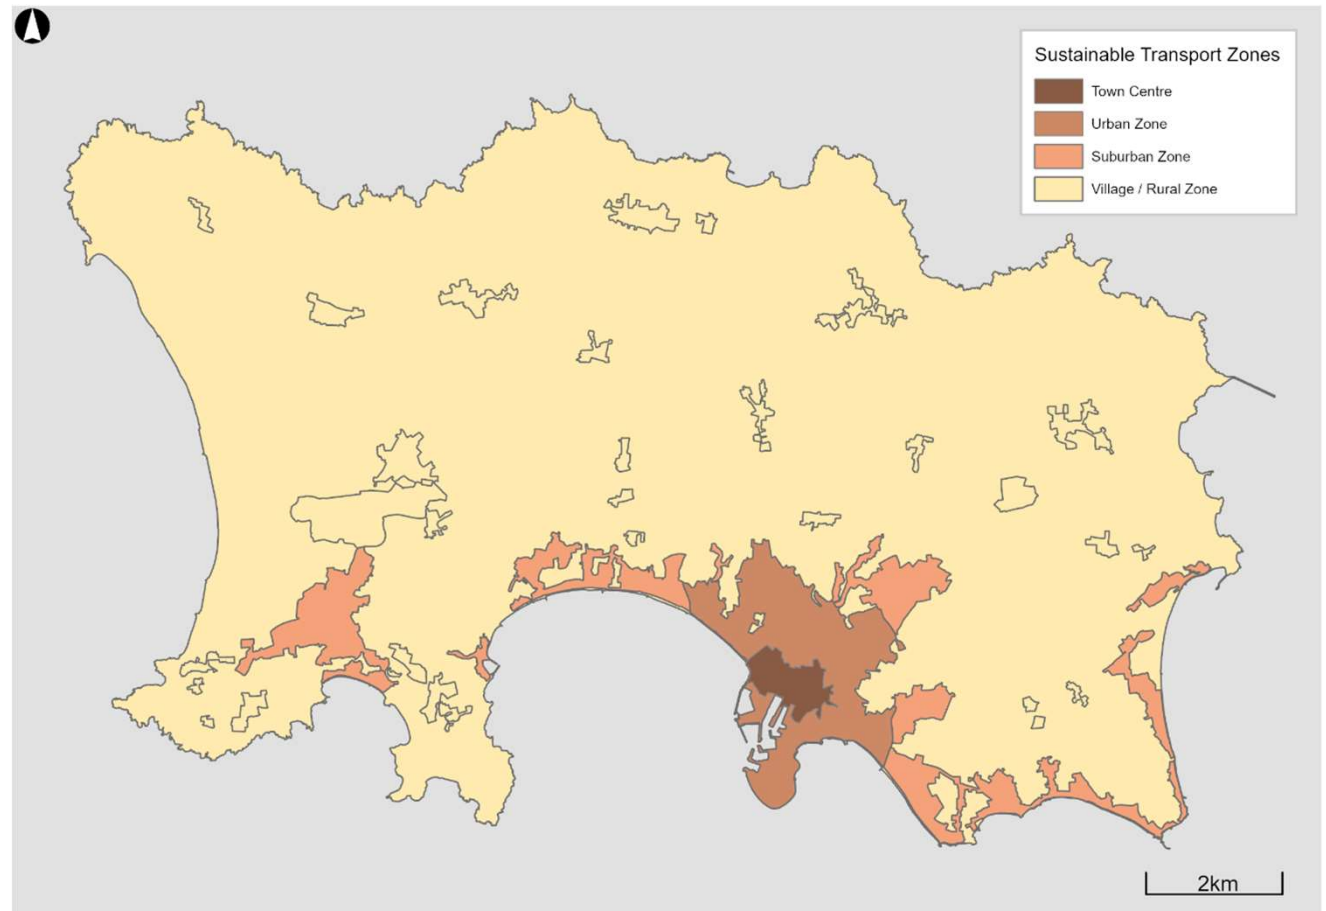 Sustainable Transport Zones
Town Centre
Urban Zone
Suburban Zone
Village / Rural Zone
2km